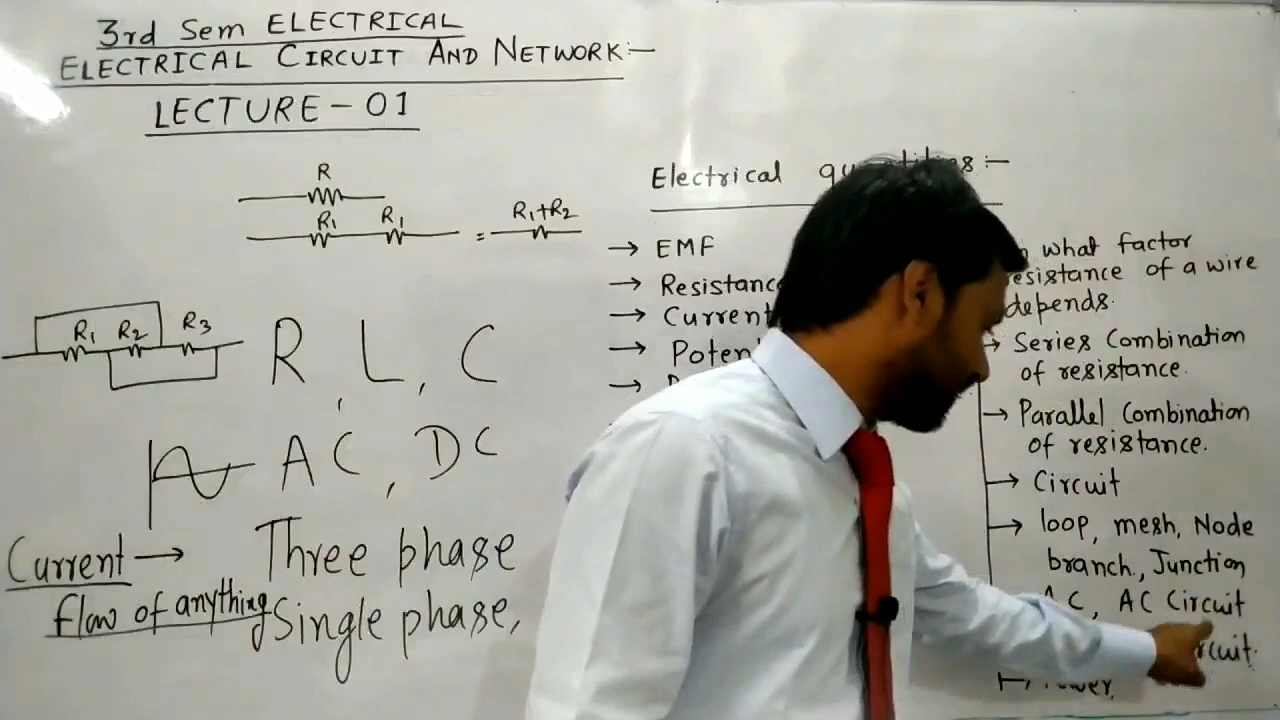 3rd Sem ELECTRICAL
ELECTRICAL CIRCUIT AND NETWORK:-
LECTURE-01
R
R1 R1 = R1+R2
R1 R2 R3
R, L, C
AC, DC
Current → Three phase
flow of anything Single phase,
Electrical :-
→ EMF
→ Resistance
→ Current
→
→
what factor
of a wire
depends.
→ Series Combination
of resistance.
→ Parallel Combination
of resistance.
→ Circuit
→ loop, mesh, Node
branch, Junction
AC, AC Circuit